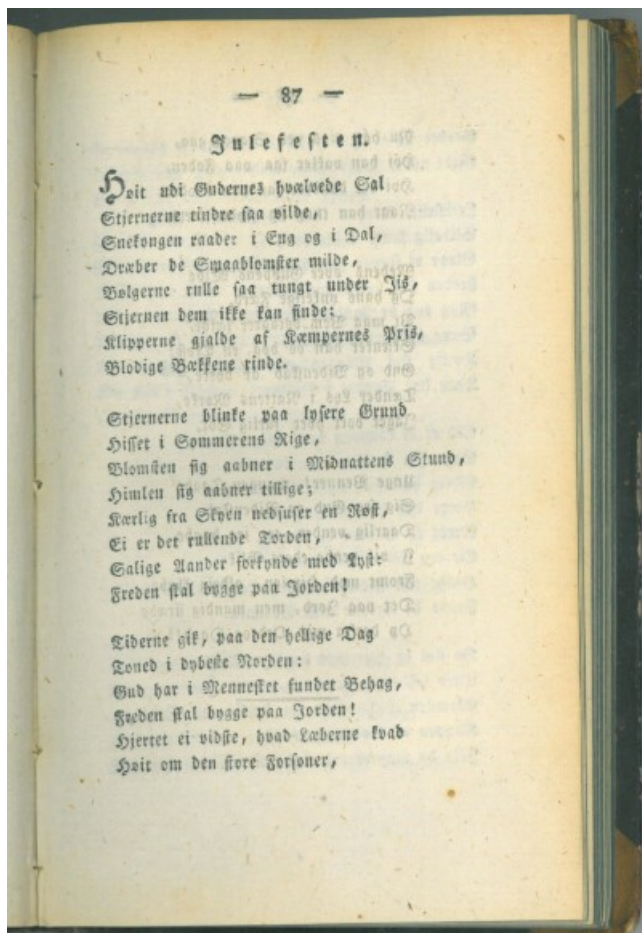 — 87 —
Julefesten.
Høit udi Gudernes hvælvede Sal
Stjernerne tindre saa vilde,
Sneekongen raader i Eng og i Dal,
Dræber de Smaablomster milde,
Bølgerne rulle saa tungt under Jis,
Stjernen dem ikke kan finde:
Klipperne gjalde af Kæmpernes Pris,
Blodige Bækkene rinde.
Stjernerne blinke paa lysere Grund
Hisset i Sommerens Rige,
Blomsten sig aabner i Midnattens Stund,
Himlen sig aabner tillige;
Kærlig fra Skyen nedsuser en Røst,
Ei er det rullende Torden,
Salige Aander forkynde med Lyst:
Freden skal bygge paa Jorden!
Tiderne gik, paa den hellige Dag
Toned i dybeste Norden:
Gud har i Mennesket fundet Behag,
Freden skal bygge paa Jorden!
Hjertet ei vidste, hvad Læberne kvad
Høit om den store Forsoner,